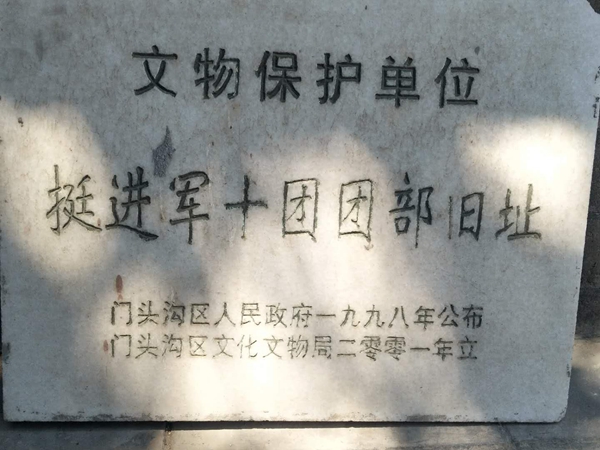 文物保护单位
挺进军十团团部旧址
门头沟区人民政府一九九八年公布
门头沟区文化文物局二零零一年立